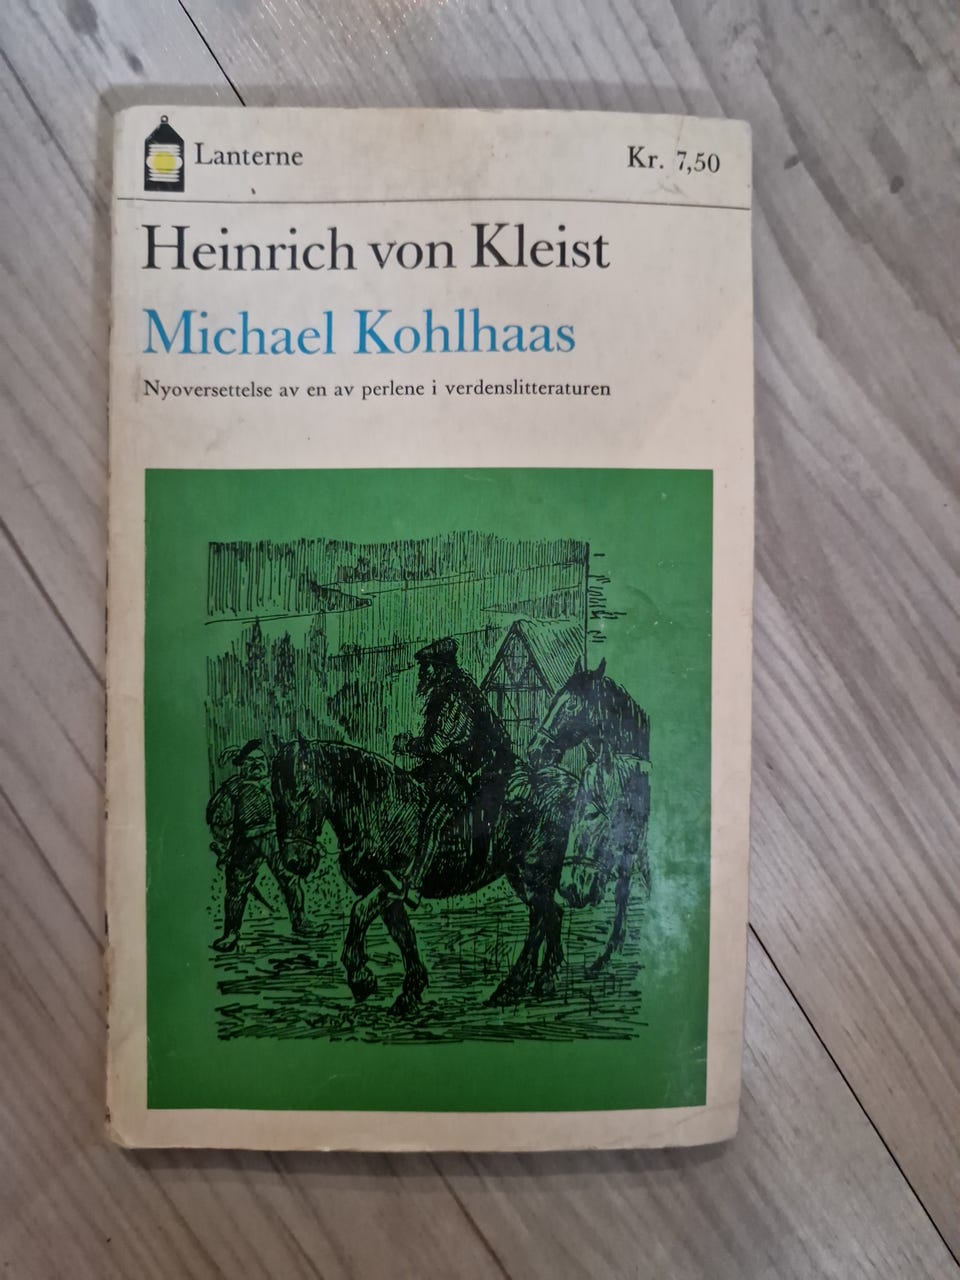 Lanterne
Kr. 7,50
Heinrich von Kleist
Michael Kohlhaas
Nyoversettelse av en av perlene i verdenslitteraturen